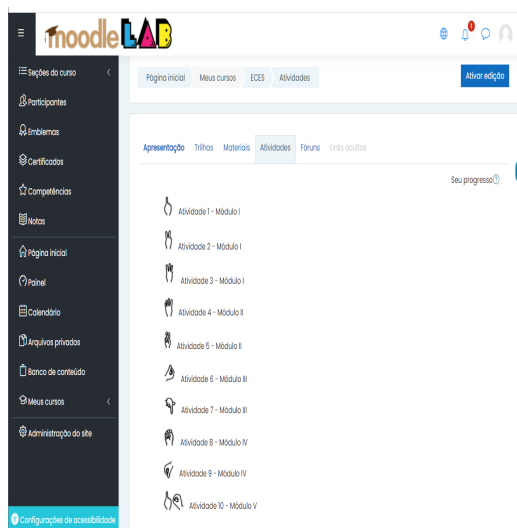 moodle LAB
1
Seções do curso
Participantes
Emblemas
Certificados
Competências
Notas
Página inicial
Painel
Calendário
Arquivos privados
Banco de conteúdo
Meus cursos
Administração do site
Configurações de acessibilidade
Página inicial Meus cursos ECES Atividades
Ativar edição
Apresentação Trilhas Materiais Atividades Fóruns Links ocultos
Seu progresso
Atividade 1 - Módulo I
Atividade 2 - Módulo I
Atividade 3 - Módulo I
Atividade 4 - Módulo II
Atividade 5 - Módulo II
Atividade 6 - Módulo III
Atividade 7 - Módulo III
Atividade 8 - Módulo IV
Atividade 9 - Módulo IV
Atividade 10 - Módulo V